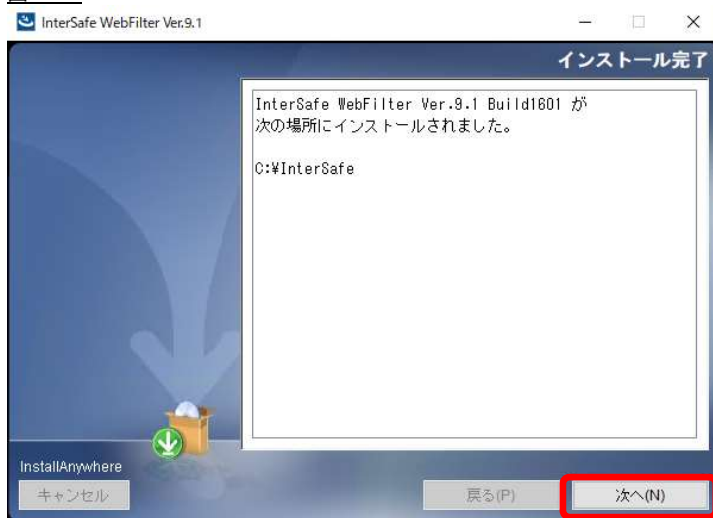 InterSafe WebFilter Ver.9.1
インストール完了
InterSafe WebFilter Ver.9.1 Build1601 が
次の場所にインストールされました。
C:¥InterSafe
InstallAnywhere
キャンセル
戻る(P)
次へ(N)